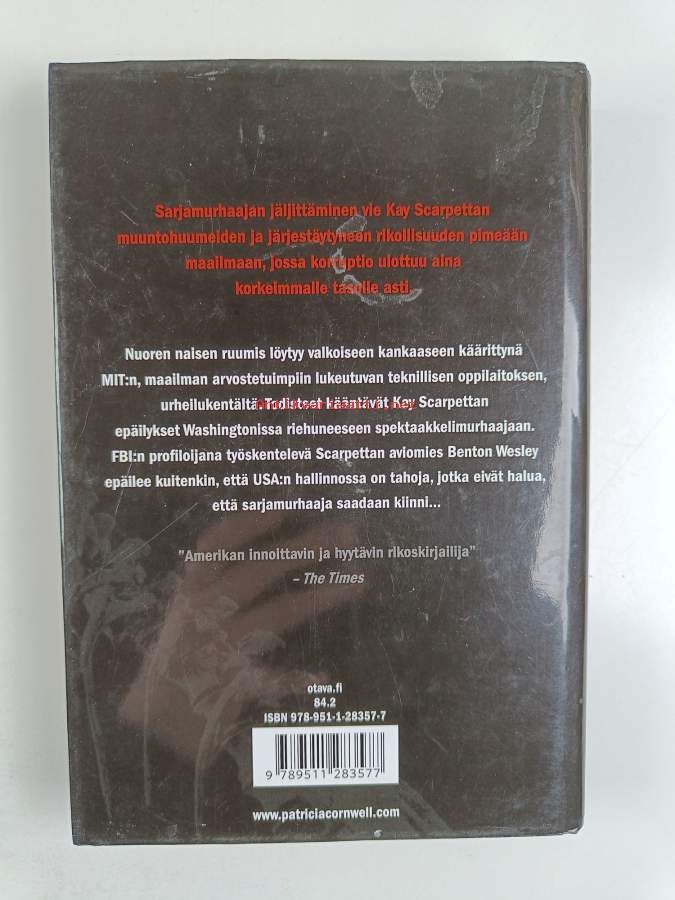 Sarjamurhaajan jäljittäminen vie Kay Scarpettan
muuntohuumeiden ja järjestäytyneen rikollisuuden pimeään
maailmaan, jossa korruptio ulottuu aina
korkeimmalle tasolle asti.
Nuoren naisen ruumis löytyy valkoiseen kankaaseen käärittynä
MIT:n, maailman arvostetuimpiin lukeutuvan teknillisen oppilaitoksen,
urheilukentältä. Todisteet kääntävät Kay Scarpettan
epäilykset Washingtonissa riehuneeseen spektaakkelimurhaajaan.
FBI:n profiloijana työskentelevä Scarpettan aviomies Benton Wesley
epäilee kuitenkin, että USA:n hallinnossa on tahoja, jotka eivät halua,
että sarjamurhaaja saadaan kiinni...
"Amerikan innoittavin ja hyytävin rikoskirjailija"
– The Times
otava.fi
84.2
ISBN 978-951-1-28357-7
9 789511 283577
www.patriciacornwell.com